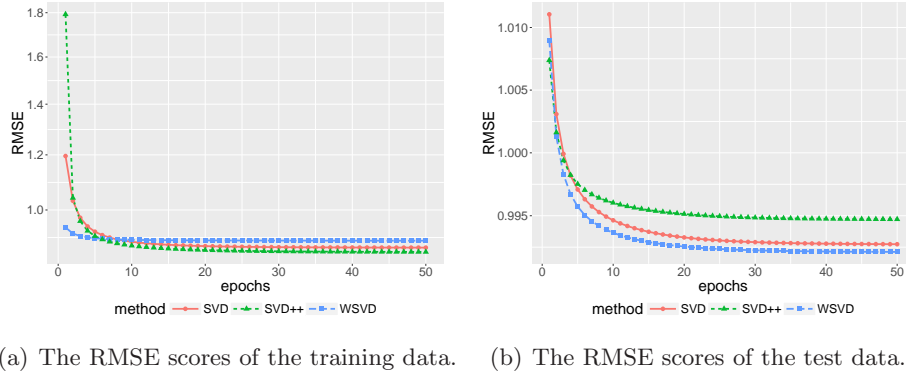 1.8
1.6
1.4
1.2
1.0
RMSE
0 10 20 30 40 50
epochs
method SVD SVD++ WSVD
(a) The RMSE scores of the training data.
1.010
1.005
1.000
0.995
RMSE
0 10 20 30 40 50
epochs
method SVD SVD++ WSVD
(b) The RMSE scores of the test data.